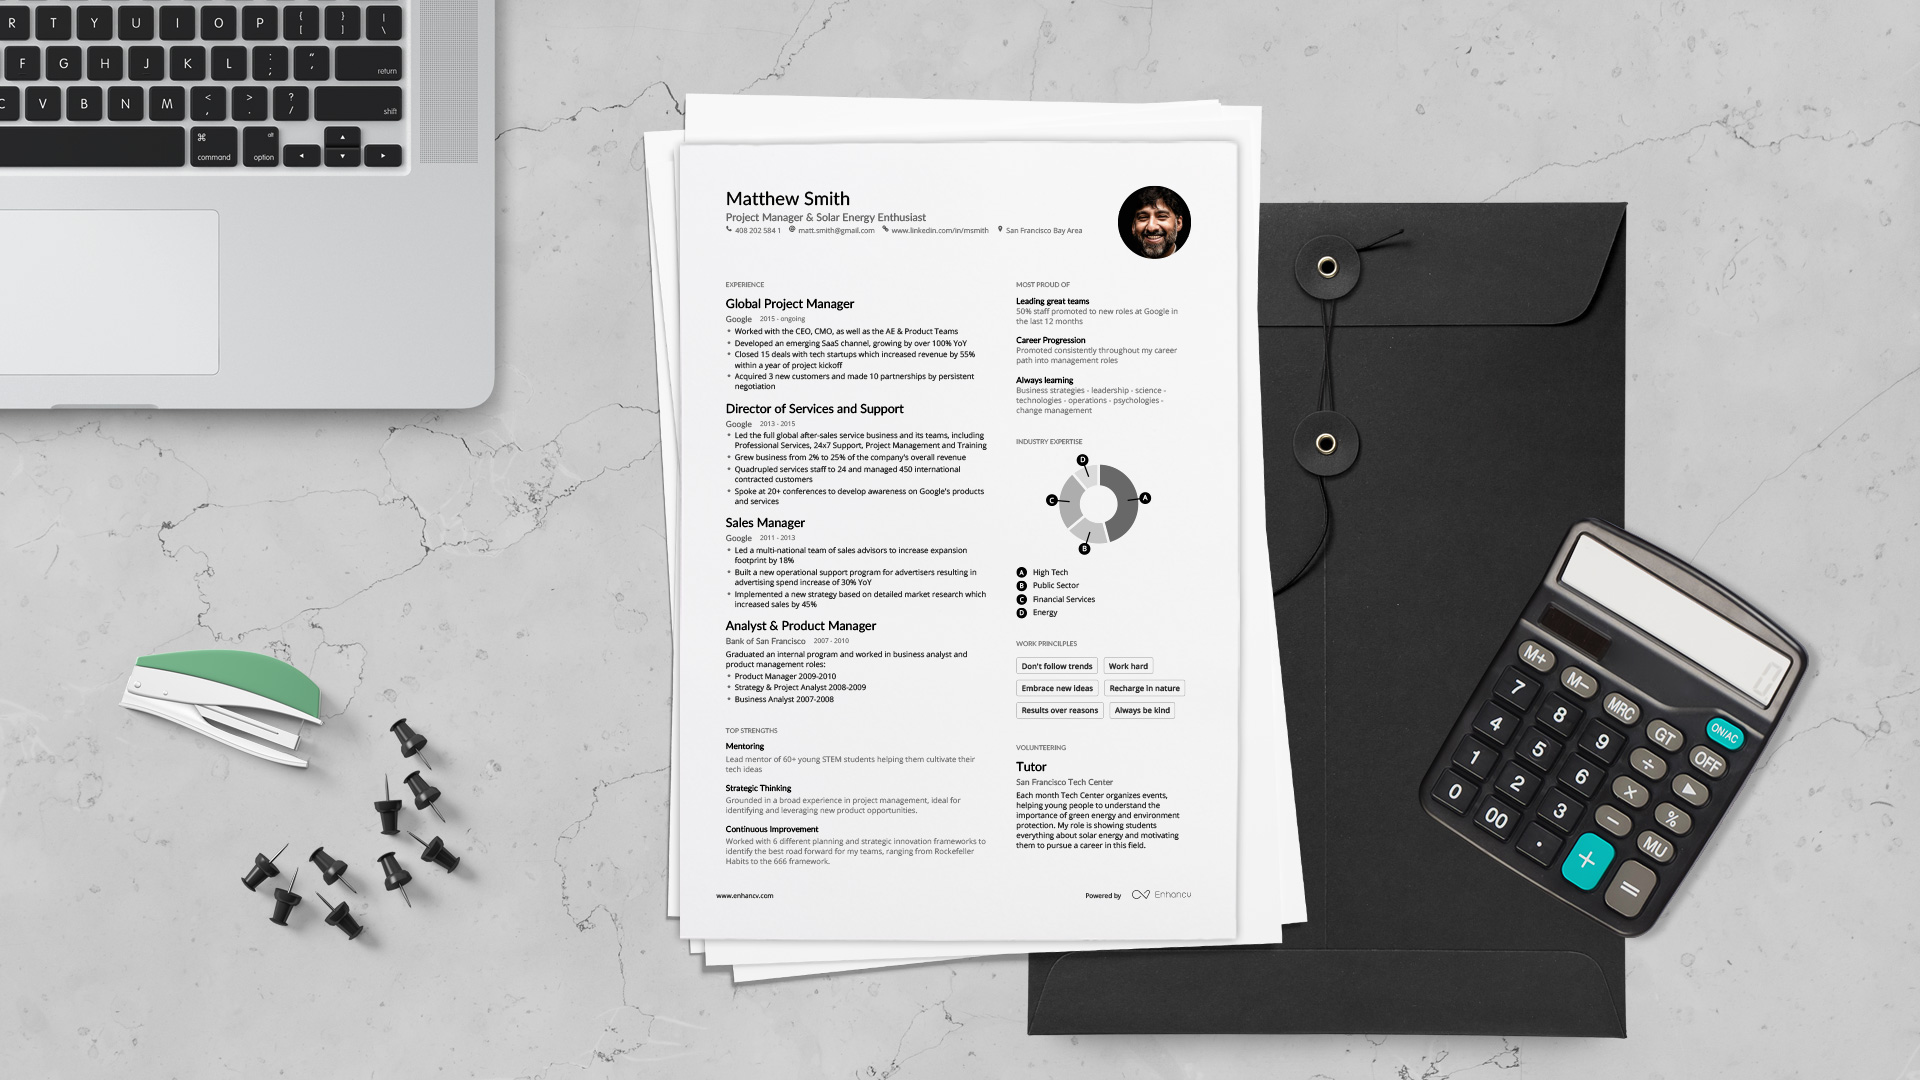 R T Y U I O P { [ } ] | \
F G H J K L : ; " ' return
C V B N M < , > . ? / shift
⌘ alt
command option
Matthew Smith
Project Manager & Solar Energy Enthusiast
408 202 584 1 matt.smith@gmail.com www.linkedin.com/in/msmith San Francisco Bay Area
EXPERIENCE
Global Project Manager
Google 2015 - ongoing
• Worked with the CEO, CMO, as well as the AE & Product Teams
• Developed an emerging SaaS channel, growing by over 100% YoY
• Closed 15 deals with tech startups which increased revenue by 55%
within a year of project kickoff
• Acquired 3 new customers and made 10 partnerships by persistent
negotiation
Director of Services and Support
Google 2013 - 2015
• Led the full global after-sales service business and its teams, including
Professional Services, 24x7 Support, Project Management and Training
• Grew business from 2% to 25% of the company's overall revenue
• Quadrupled services staff to 24 and managed 450 international
contracted customers
• Spoke at 20+ conferences to develop awareness on Google's products
and services
Sales Manager
Google 2011 - 2013
• Led a multi-national team of sales advisors to increase expansion
footprint by 18%
• Built a new operational support program for advertisers resulting in
advertising spend increase of 30% YoY
• Implemented a new strategy based on detailed market research which
increased sales by 45%
Analyst & Product Manager
Bank of San Francisco 2007 - 2010
Graduated an internal program and worked in business analyst and
product management roles:
• Product Manager 2009-2010
• Strategy & Project Analyst 2008-2009
• Business Analyst 2007-2008
TOP STRENGTHS
Mentoring
Lead mentor of 60+ young STEM students helping them cultivate their
tech ideas
Strategic Thinking
Grounded in a broad experience in project management, ideal for
identifying and leveraging new product opportunities.
Continuous Improvement
Worked with 6 different planning and strategic innovation frameworks to
identify the best road forward for my teams, ranging from Rockefeller
Habits to the 666 framework.
MOST PROUD OF
Leading great teams
50% staff promoted to new roles at Google in
the last 12 months
Career Progression
Promoted consistently throughout my career
path into management roles
Always learning
Business strategies - leadership - science -
technologies - operations - psychologies -
change management
INDUSTRY EXPERTISE
D
C A
B
A High Tech
B Public Sector
C Financial Services
D Energy
WORK PRINCIPLES
Don't follow trends Work hard
Embrace new ideas Recharge in nature
Results over reasons Always be kind
VOLUNTEERING
Tutor
San Francisco Tech Center
Each month Tech Center organizes events,
helping young people to understand the
importance of green energy and environment
protection. My role is showing students
everything about solar energy and motivating
them to pursue a career in this field.
www.enhancv.com
Powered by Enhancv
0
M+ M- MRC GT ON/AC
7 8 9 ÷ OFF
4 5 6 × ▶
1 2 3 − %
0 00 . + = MU